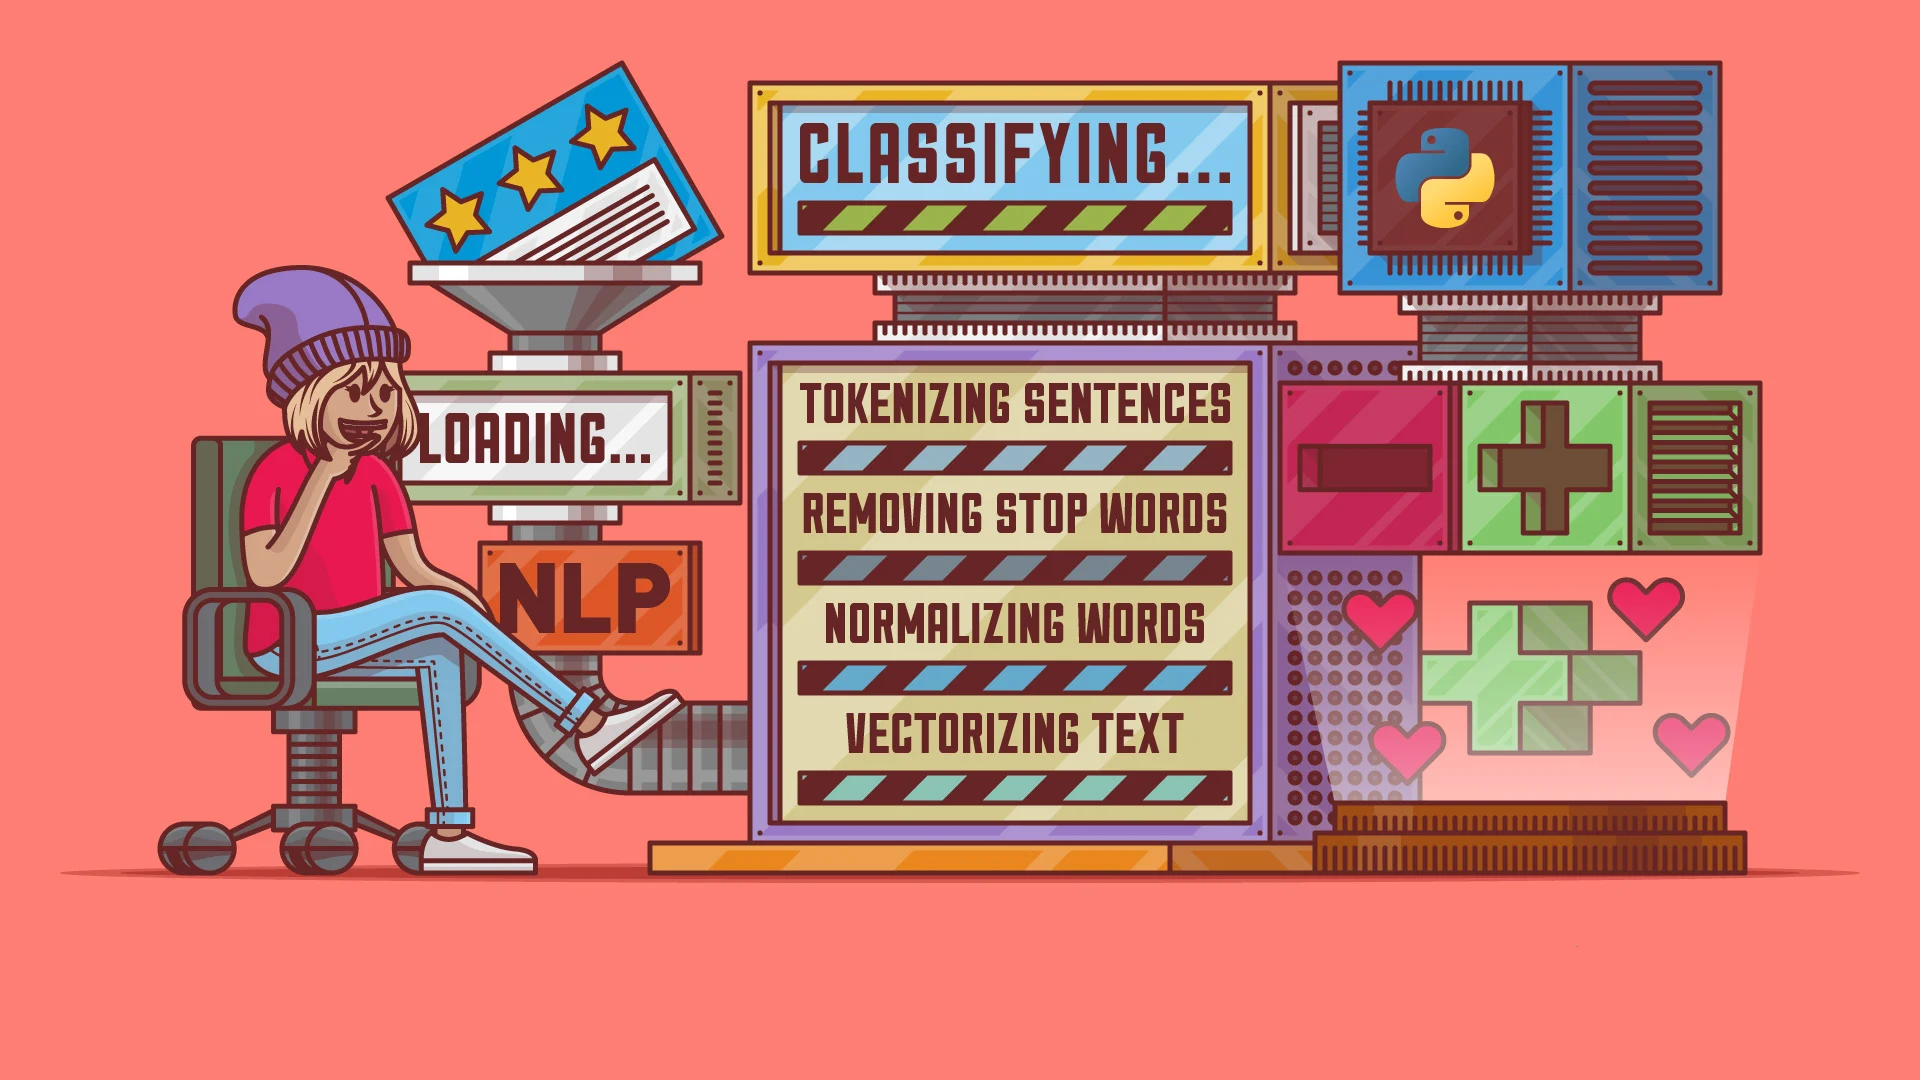 CLASSIFYING...
LOADING...
NLP
TOKENIZING SENTENCES
REMOVING STOP WORDS
NORMALIZING WORDS
VECTORIZING TEXT